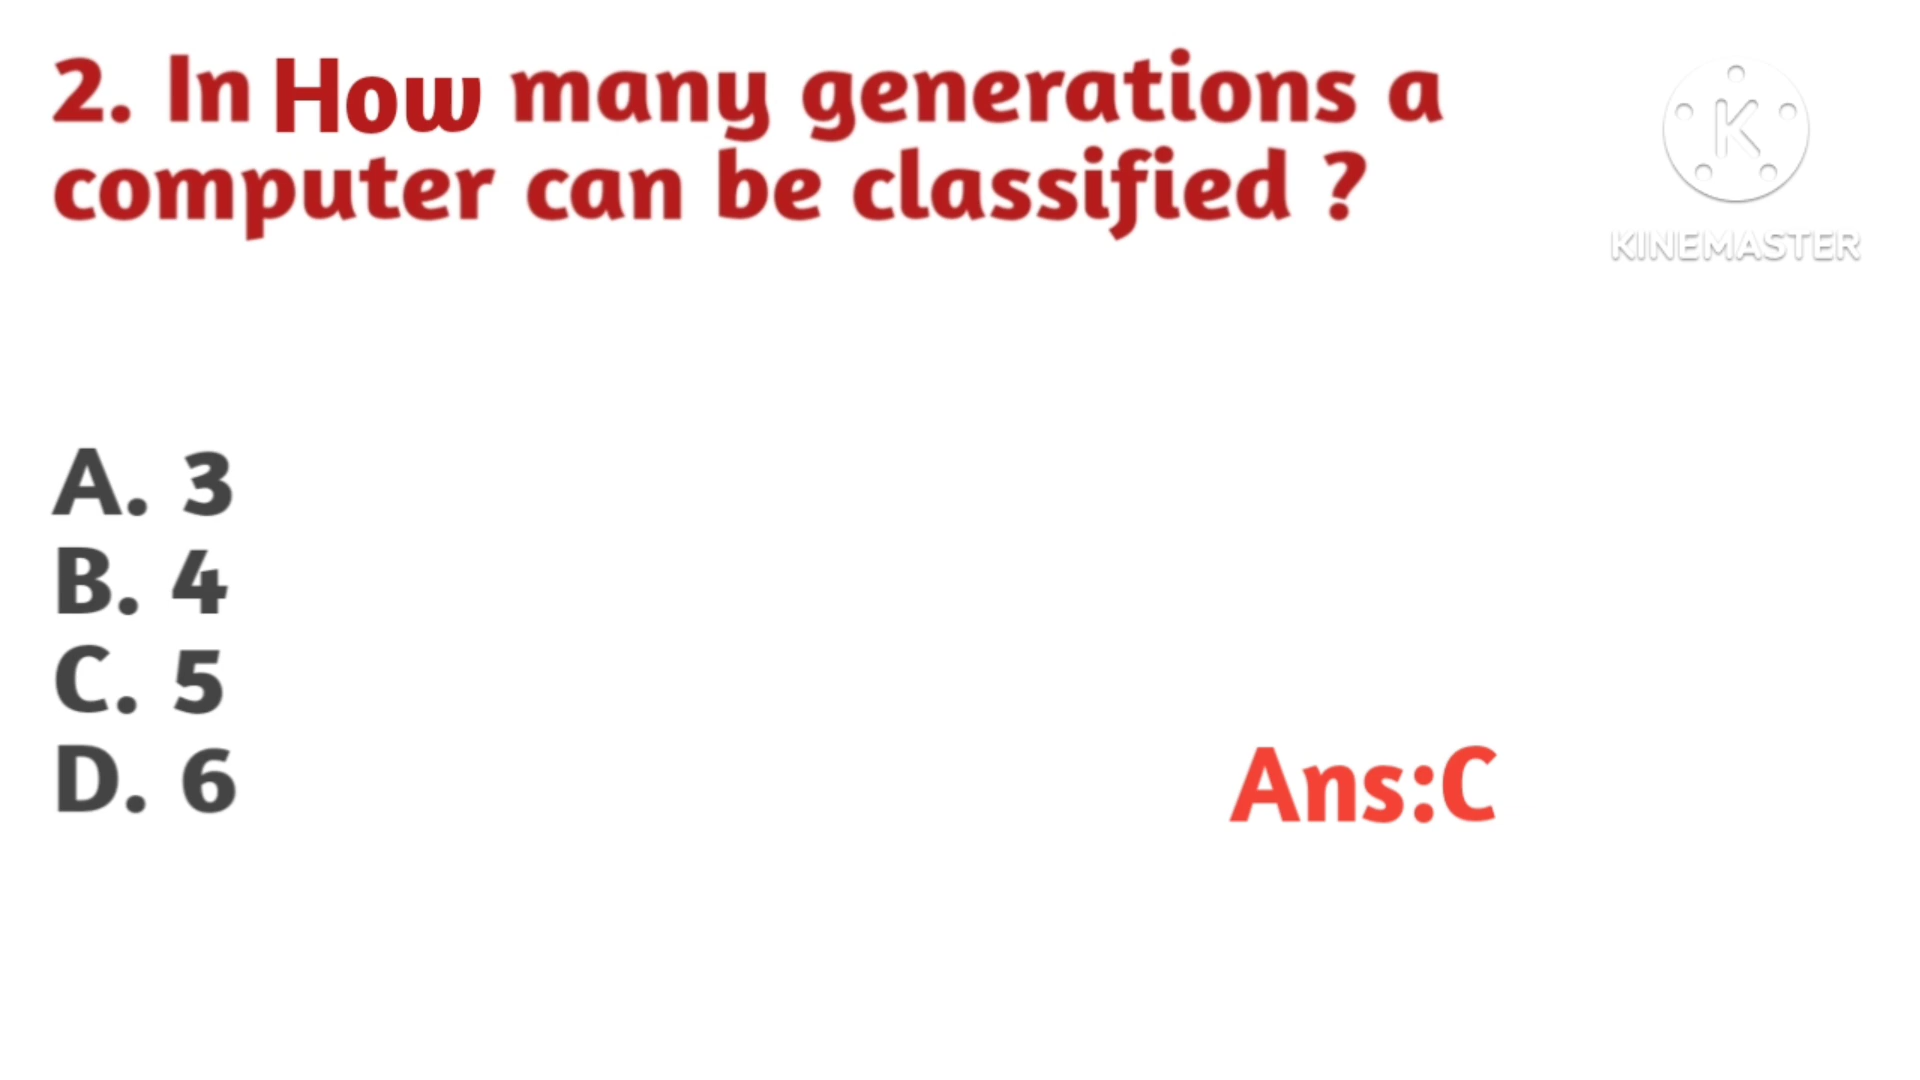 2. In How many generations a
computer can be classified ?
K
KINEMASTER
A. 3
B. 4
C. 5
D. 6
Ans:C